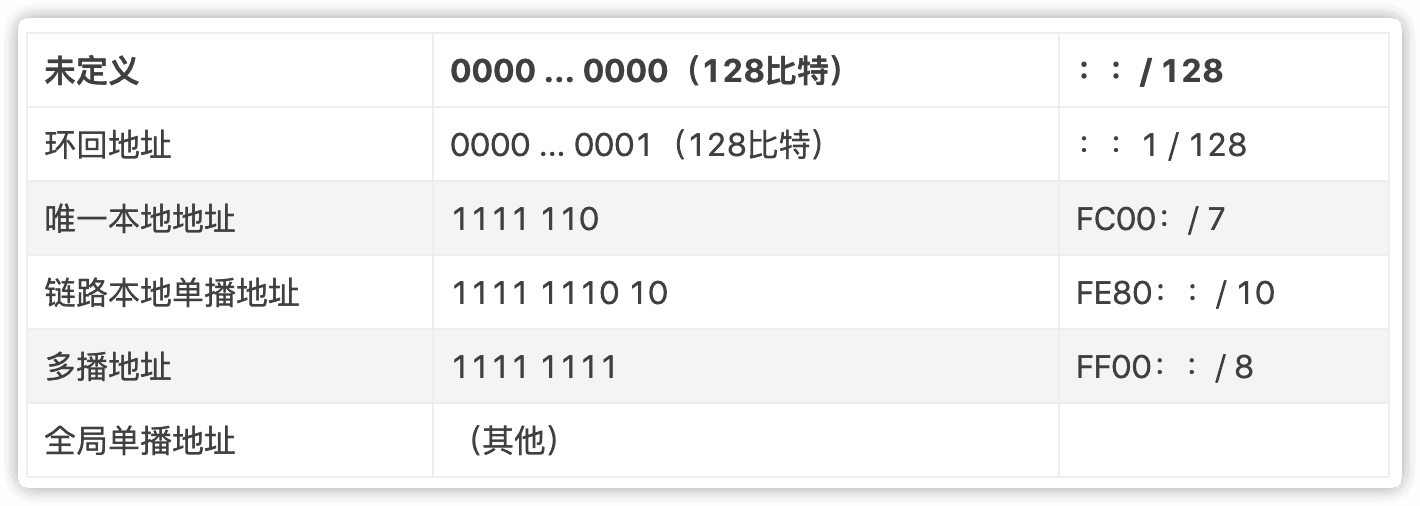 未定义 0000 ... 0000（128比特） ：：/ 128
环回地址 0000 ... 0001（128比特） ：：1 / 128
唯一本地地址 1111 110 FC00：/ 7
链路本地单播地址 1111 1110 10 FE80：：/ 10
多播地址 1111 1111 FF00：：/ 8
全局单播地址 （其他）